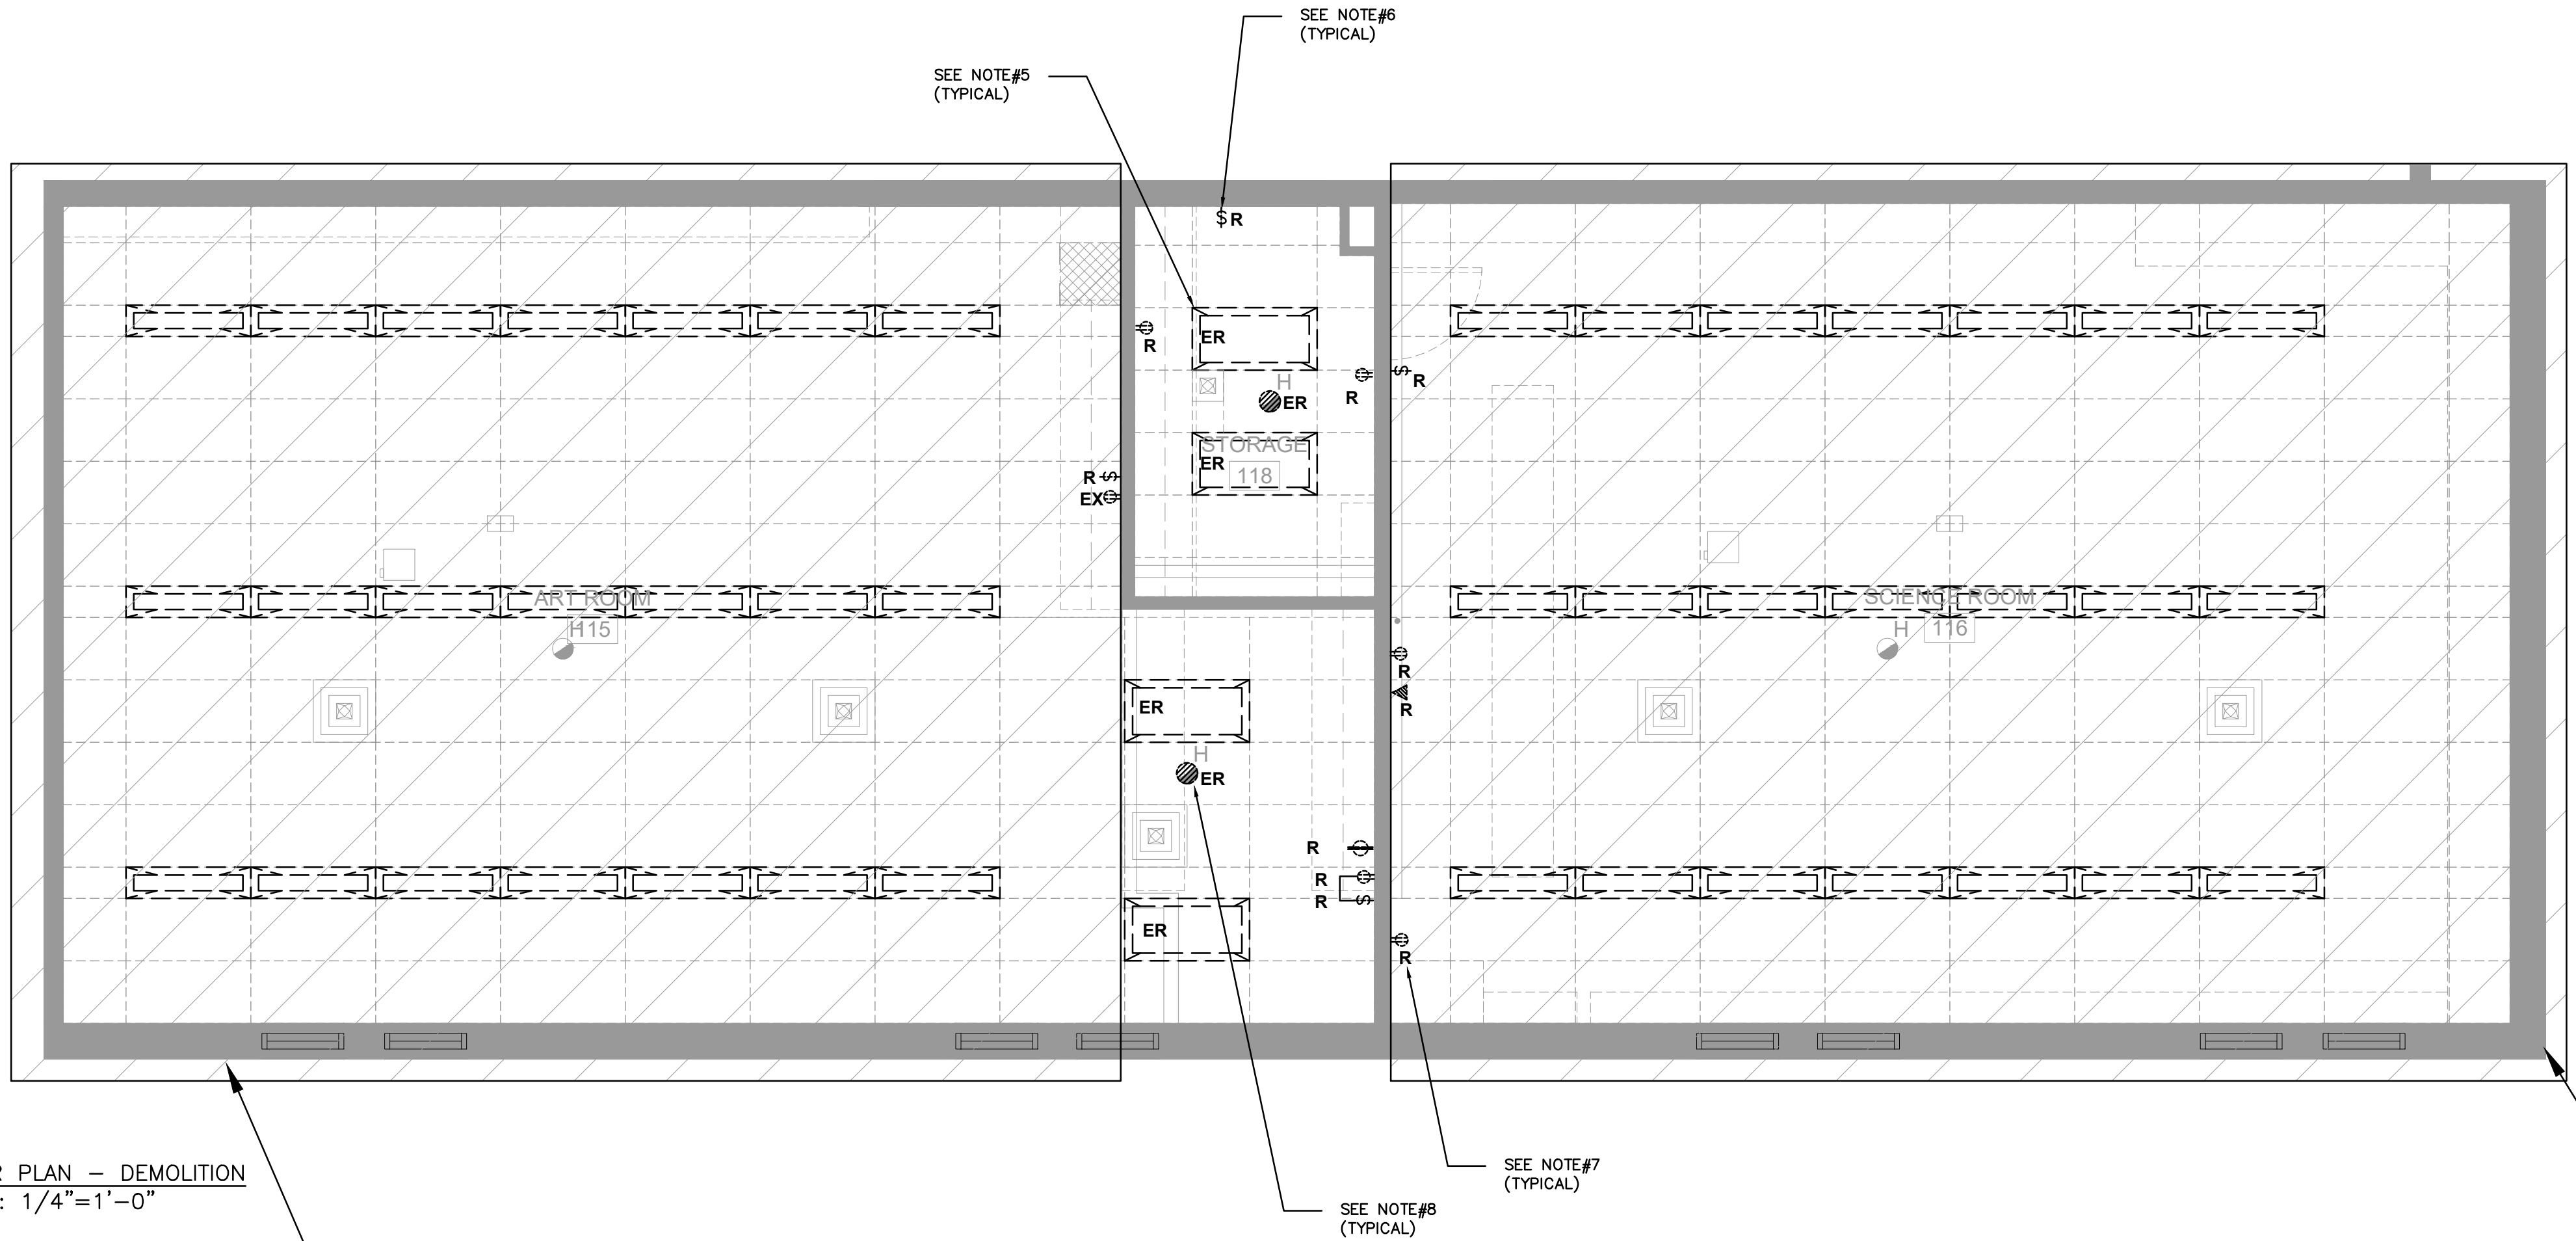 SEE NOTE#6
(TYPICAL)
SEE NOTE#5
(TYPICAL)
$ R
R
ER
H
ER
R
R
STORAGE
ER
118
R
EX
ART ROOM
H
115
SCIENCE ROOM
H
116
R
R
ER
H
ER
R
R
R
ER
R
R PLAN – DEMOLITION
: 1/4"=1'–0"
SEE NOTE#7
(TYPICAL)
SEE NOTE#8
(TYPICAL)